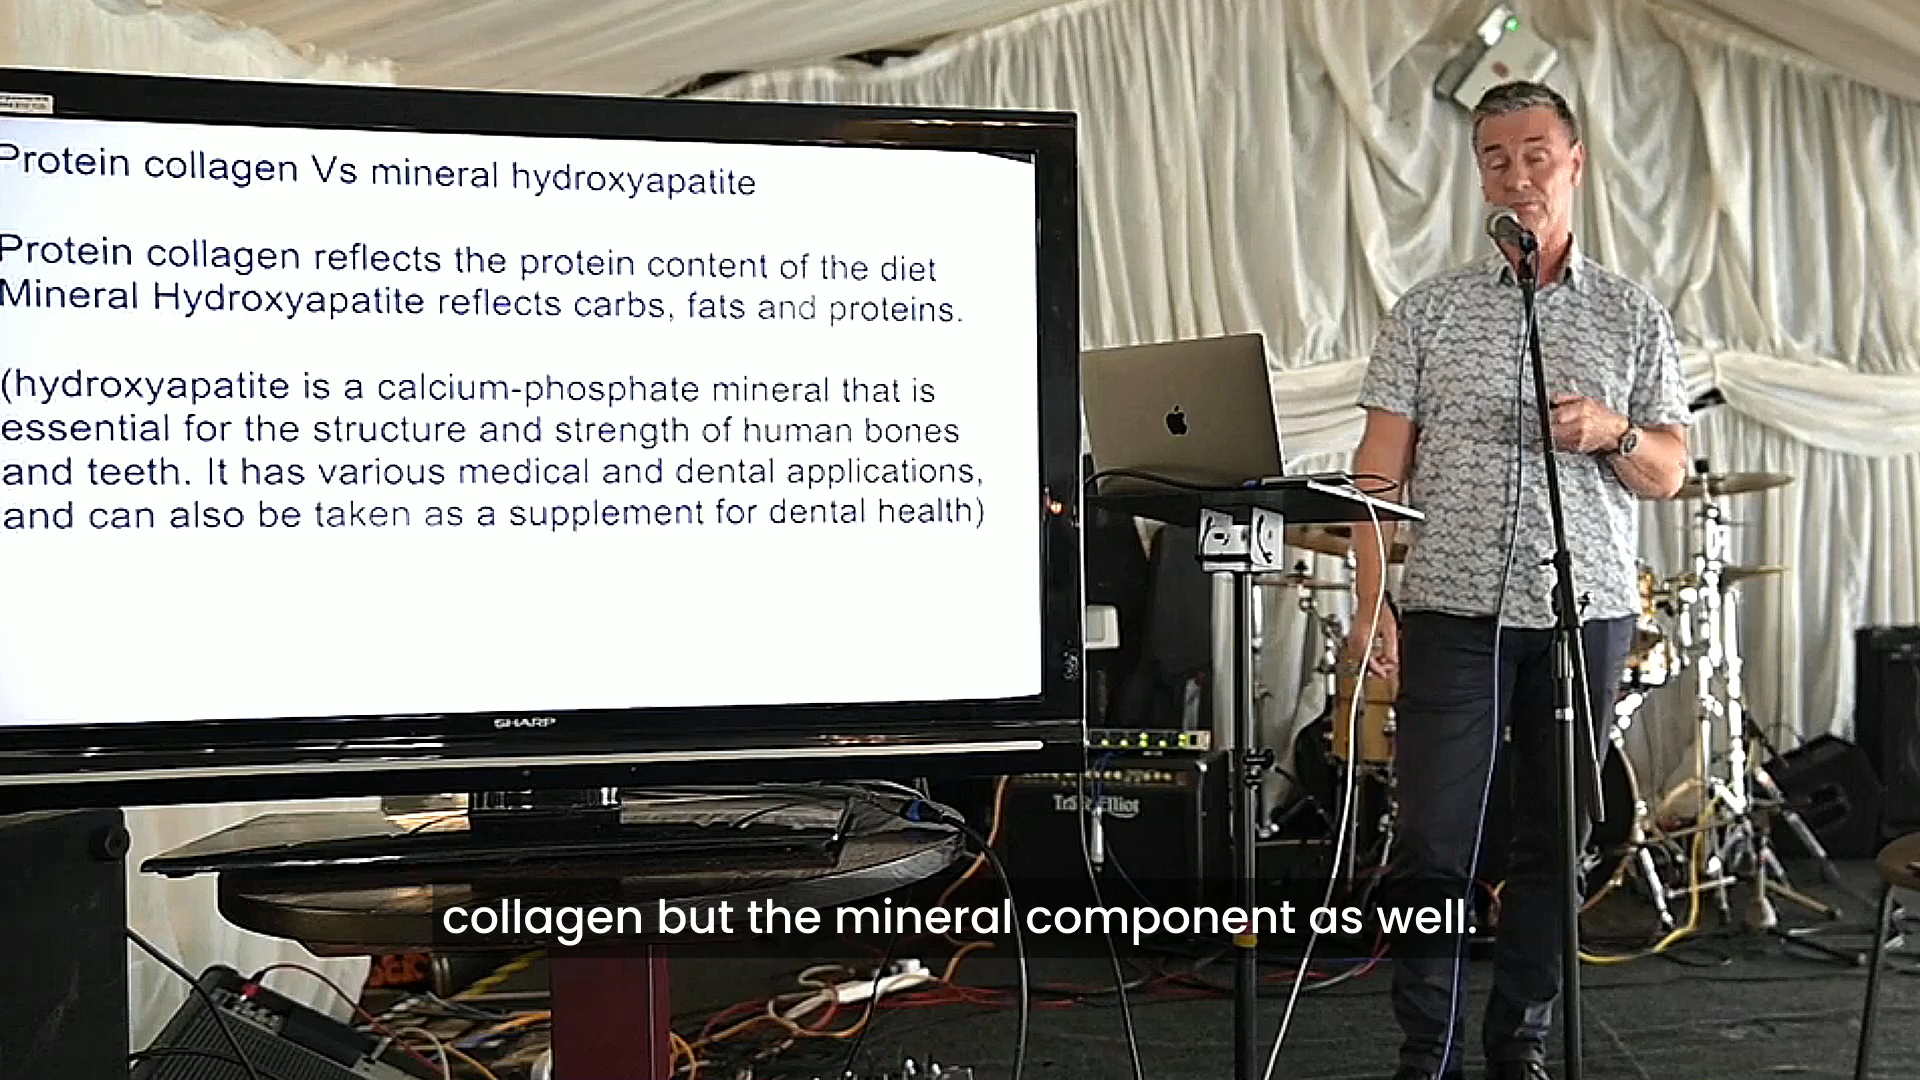 Protein collagen Vs mineral hydroxyapatite
Protein collagen reflects the protein content of the diet
Mineral Hydroxyapatite reflects carbs, fats and proteins.
(hydroxyapatite is a calcium-phosphate mineral that is
essential for the structure and strength of human bones
and teeth. It has various medical and dental applications,
and can also be taken as a supplement for dental health)
SHARP
Elliot
collagen but the mineral component as well.